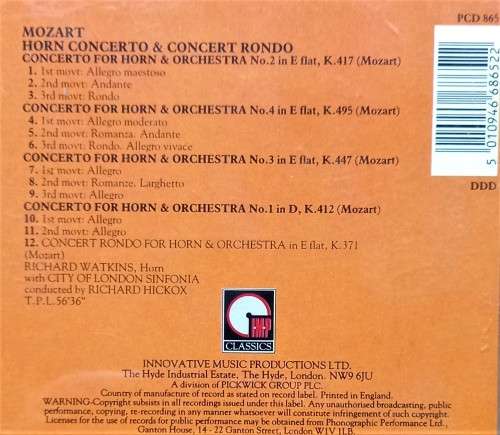 PCD 865
MOZART
HORN CONCERTO & CONCERT RONDO
CONCERTO FOR HORN & ORCHESTRA No.2 in E flat, K.417 (Mozart)
1. 1st movt: Allegro maestoso
2. 2nd movt: Andante
3. 3rd movt: Rondo
CONCERTO FOR HORN & ORCHESTRA No.4 in E flat, K.495 (Mozart)
4. 1st movt: Allegro moderato
5. 2nd movt: Romanza. Andante
6. 3rd movt: Rondo. Allegro vivace
CONCERTO FOR HORN & ORCHESTRA No.3 in E flat, K.447 (Mozart)
7. 1st movt: Allegro
8. 2nd movt: Romanze. Larghetto
9. 3rd movt: Allegro
CONCERTO FOR HORN & ORCHESTRA No.1 in D, K.412 (Mozart)
10. 1st movt: Allegro
11. 2nd movt: Allegro
12. CONCERT RONDO FOR HORN & ORCHESTRA in E flat, K.371
(Mozart)
RICHARD WATKINS, Horn
with CITY OF LONDON SINFONIA
conducted by RICHARD HICKOX
T.P.L.56'36"
5 010946 686522
DDD
IMP
CLASSICS
INNOVATIVE MUSIC PRODUCTIONS LTD.
The Hyde Industrial Estate, The Hyde, London. NW9 6JU
A division of PICKWICK GROUP PLC.
Country of manufacture of record as stated on record label. Printed in England.
WARNING-Copyright subsists in all recordings issued under this label. Any unauthorised broadcasting, public
performance, copying, re-recording in any manner whatsoever will constitute infringement of such copyright.
Licences for the use of records for public performance may be obtained from Phonographic Performance Ltd.,
Ganton House, 14 - 22 Ganton Street, London W1V 1LB.